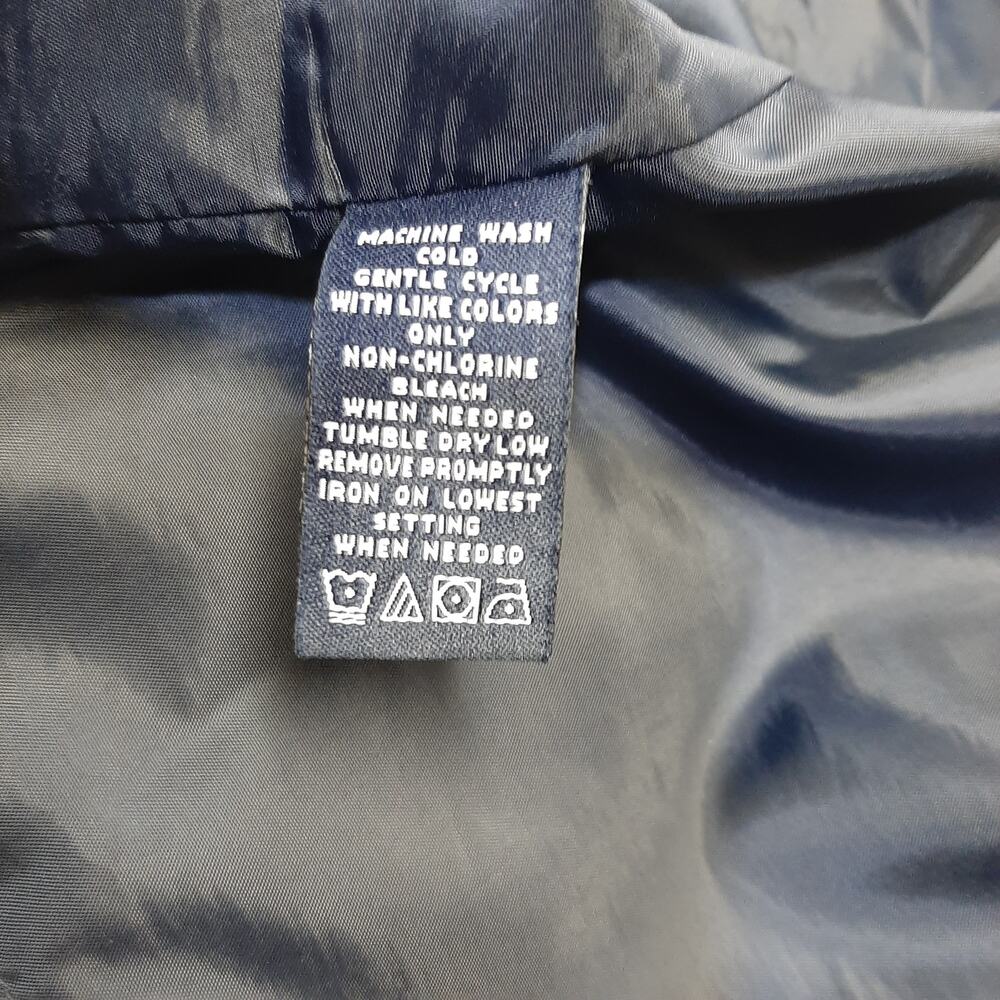 MACHINE WASH
COLD
GENTLE CYCLE
WITH LIKE COLORS
ONLY
NON-CHLORINE
BLEACH
WHEN NEEDED
TUMBLE DRY LOW
REMOVE PROMPTLY
IRON ON LOWEST
SETTING
WHEN NEEDED